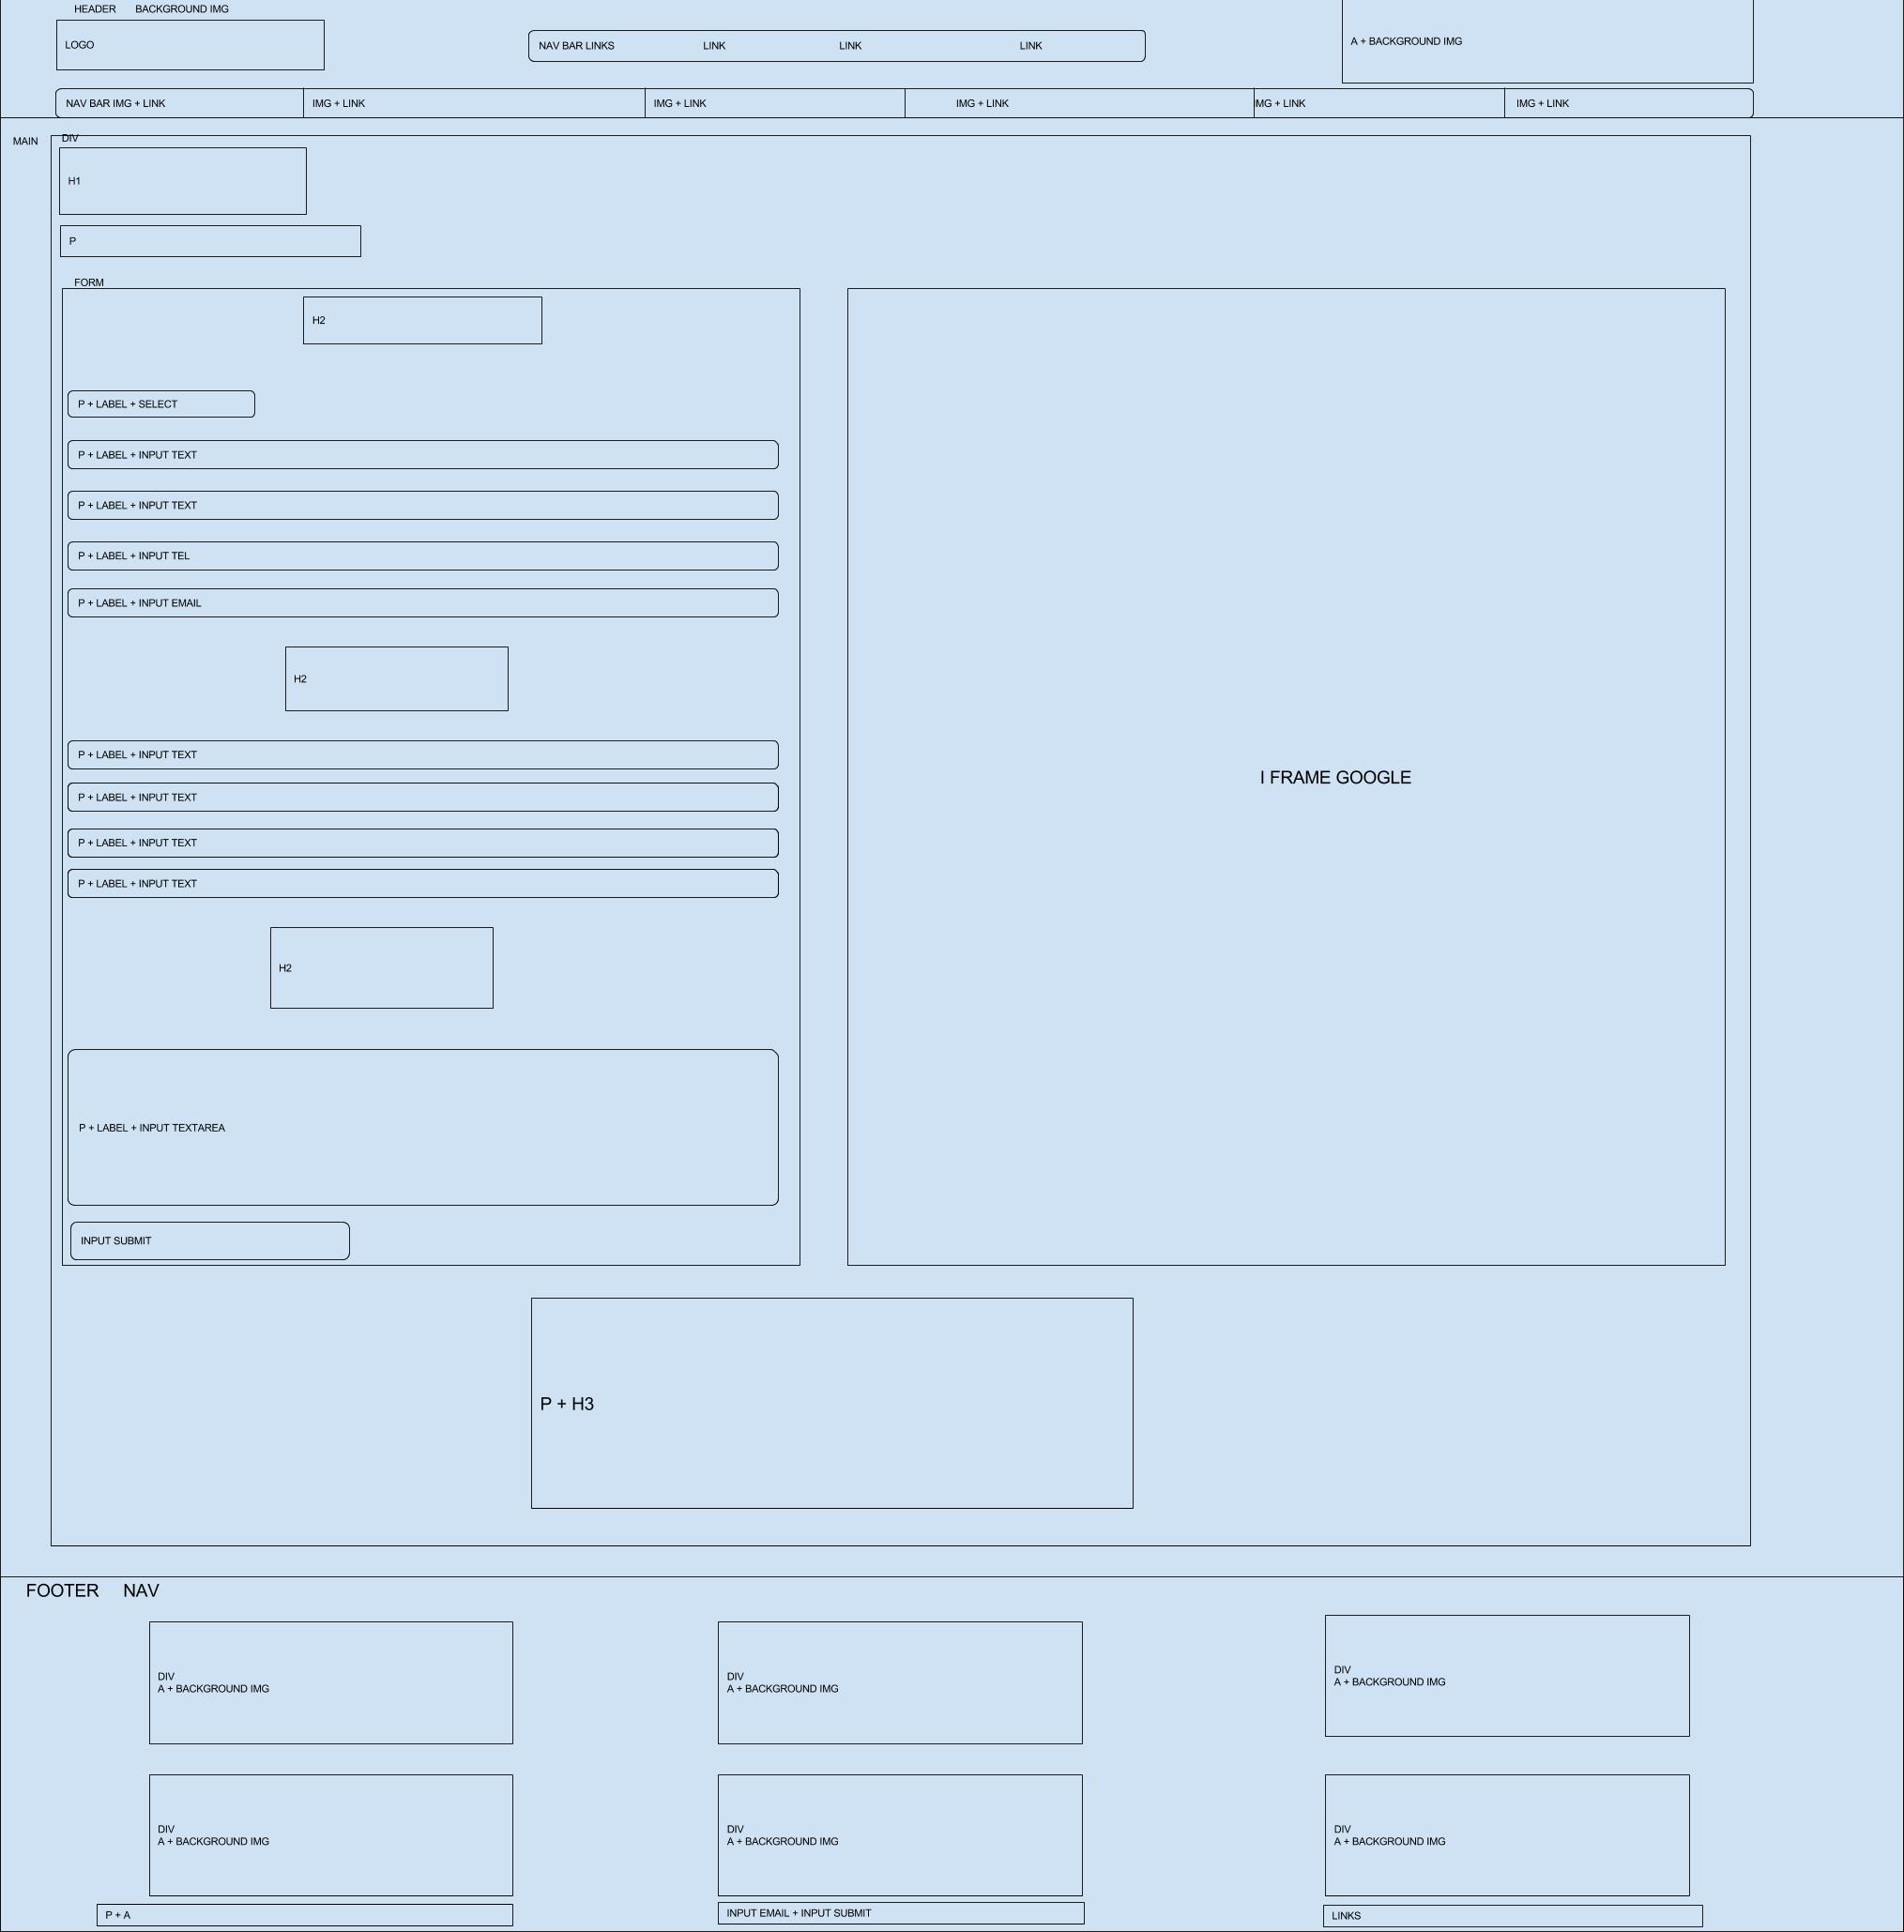 HEADER BACKGROUND IMG
LOGO
NAV BAR LINKS LINK LINK LINK
A + BACKGROUND IMG
NAV BAR IMG + LINK IMG + LINK IMG + LINK IMG + LINK MG + LINK IMG + LINK
MAIN
DIV
H1
P
FORM
H2
P + LABEL + SELECT
P + LABEL + INPUT TEXT
P + LABEL + INPUT TEXT
P + LABEL + INPUT TEL
P + LABEL + INPUT EMAIL
H2
P + LABEL + INPUT TEXT
P + LABEL + INPUT TEXT
P + LABEL + INPUT TEXT
P + LABEL + INPUT TEXT
H2
P + LABEL + INPUT TEXTAREA
INPUT SUBMIT
I FRAME GOOGLE
P + H3
FOOTER NAV
DIV
A + BACKGROUND IMG
DIV
A + BACKGROUND IMG
DIV
A + BACKGROUND IMG
DIV
A + BACKGROUND IMG
DIV
A + BACKGROUND IMG
DIV
A + BACKGROUND IMG
P + A
INPUT EMAIL + INPUT SUBMIT
LINKS